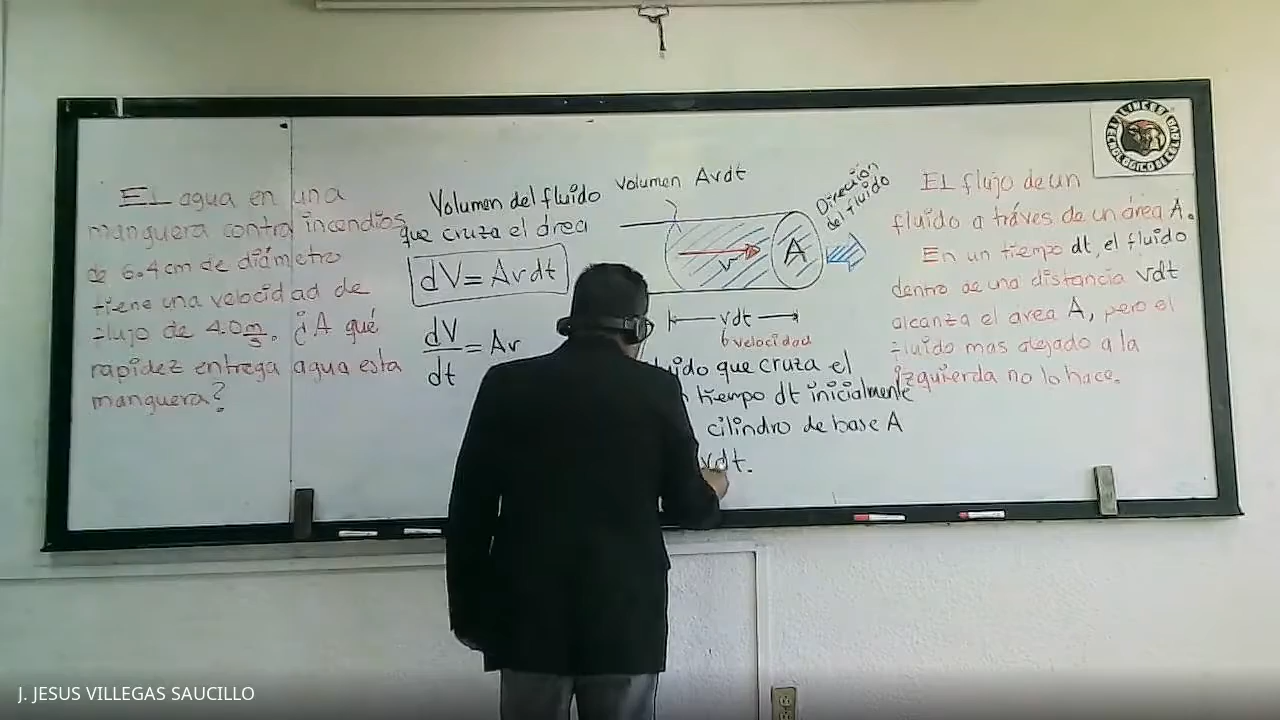 EL agua en una
manguera contra incendios
de 6.4 cm de diámetro
tiene una velocidad de
flujo de 4.0 m/s. ¿A qué
rapidez entrega agua esta
manguera?
Volumen del fluido
que cruza el área
dV = Avdt
dV/dt = Av
Volumen Avdt
v
A
Dirección
del fluido
vdt
velocidad
que cruza el
tiempo dt inicialmente
cilindro de base A
vdt.
EL flujo de un
fluido a tráves de un área A.
En un tiempo dt, el fluido
dentro de una distancia vdt
alcanza el área A, pero el
fluido mas alejado a la
izquierda no lo hace.
LINCES
J. JESUS VILLEGAS SAUCILLO